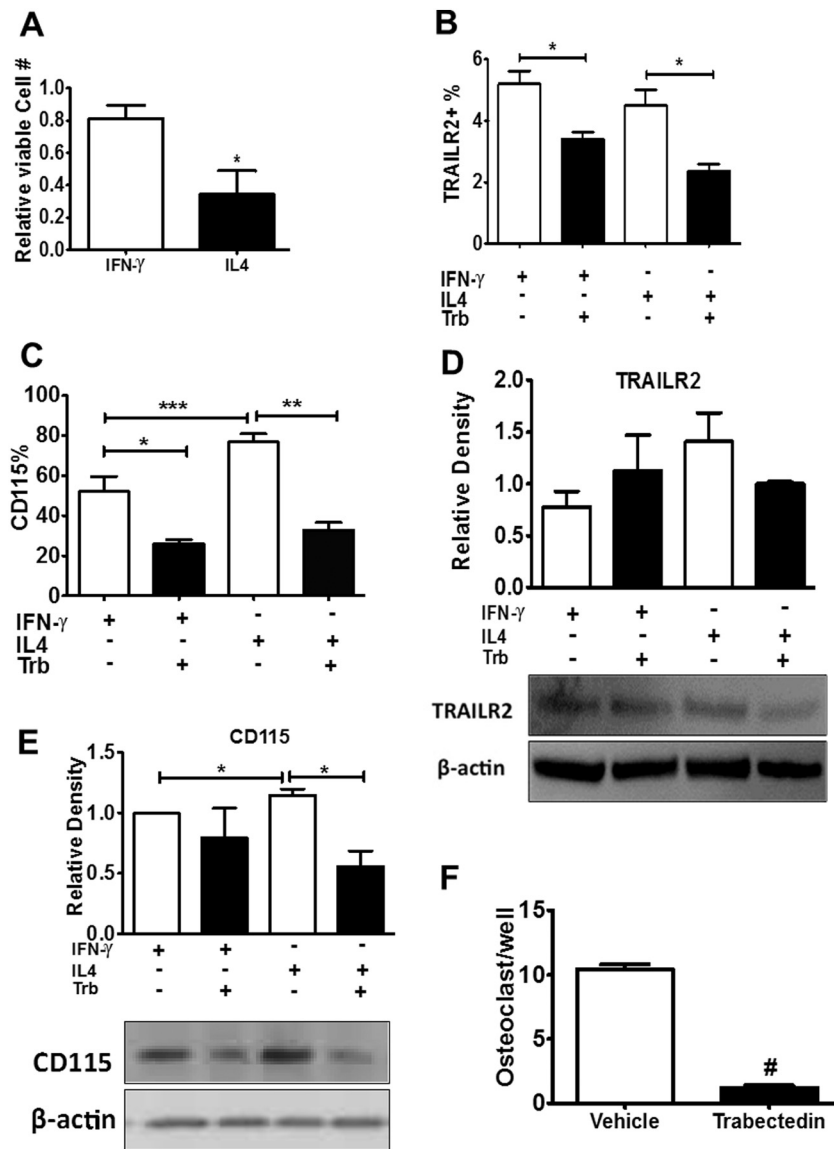 A
Relative viable Cell #
1.0
0.8
0.6
0.4
0.2
0.0
*
IFN-γ IL4
B
TRAILR2+ %
6
4
2
0
* *
IFN-γ + + - -
IL4 - - + +
Trb - + - +
C
CD115%
100
80
60
40
20
0
*** **
*
IFN-γ + + - -
IL4 - - + +
Trb - + - +
D
TRAILR2
Relative Density
2.0
1.5
1.0
0.5
0.0
IFN-γ + + - -
IL4 - - + +
Trb - + - +
TRAILR2
β-actin
E
CD115
Relative Density
1.5
1.0
0.5
0.0
* *
IFN-γ + + - -
IL4 - - + +
Trb - + - +
CD115
β-actin
F
Osteoclast/well
15
10
5
0
#
Vehicle Trabectedin